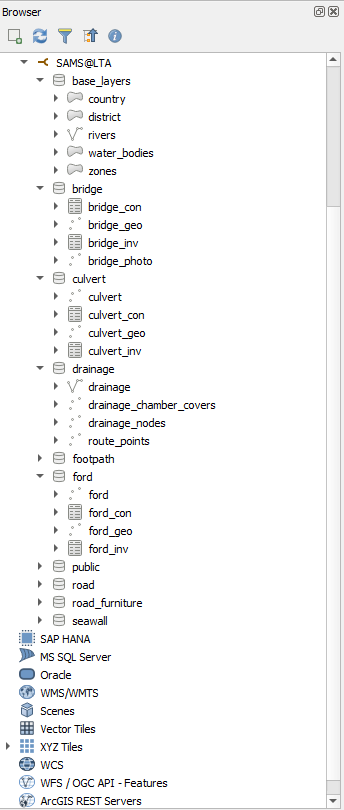 Browser
SAMS@LTA
base_layers
country
district
rivers
water_bodies
zones
bridge
bridge_con
bridge_geo
bridge_inv
bridge_photo
culvert
culvert
culvert_con
culvert_geo
culvert_inv
drainage
drainage
drainage_chamber_covers
drainage_nodes
route_points
footpath
ford
ford
ford_con
ford_geo
ford_inv
public
road
road_furniture
seawall
SAP HANA
MS SQL Server
Oracle
WMS/WMTS
Scenes
Vector Tiles
XYZ Tiles
WCS
WFS / OGC API - Features
ArcGIS REST Servers